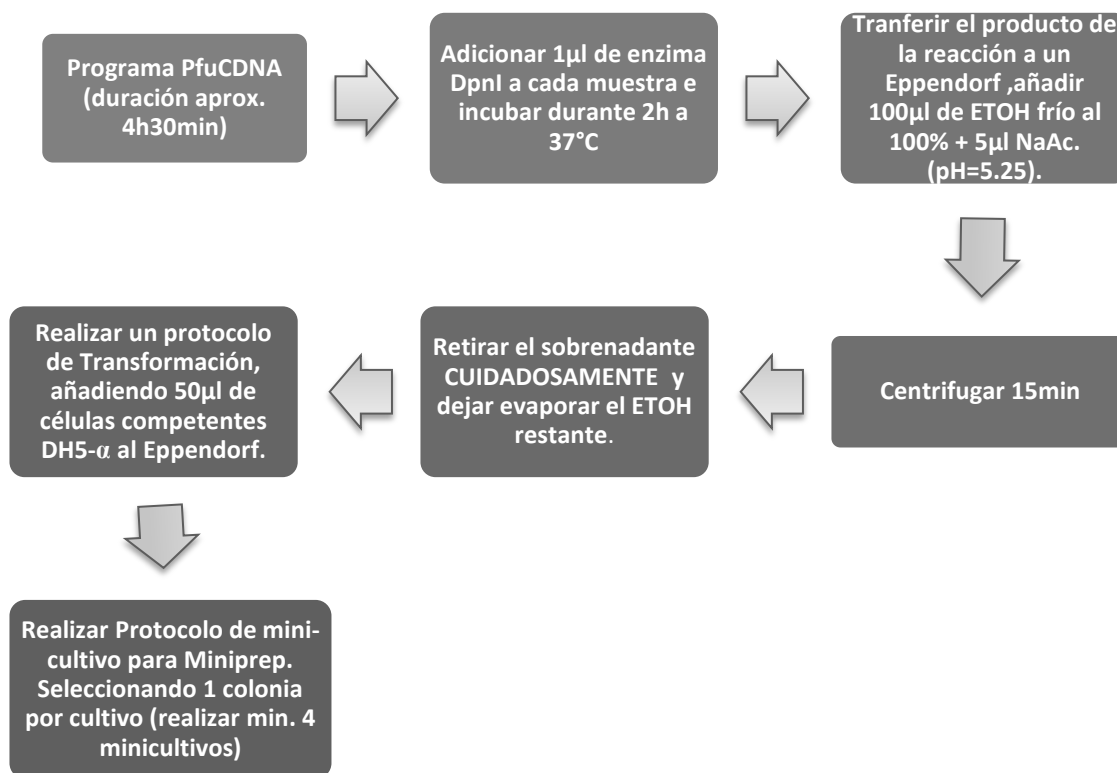 Programa PfuCDNA
(duración aprox.
4h30min)
Adicionar 1µl de enzima
DpnI a cada muestra e
incubar durante 2h a
37°C
Tranferir el producto de
la reacción a un
Eppendorf ,añadir
100µl de ETOH frío al
100% + 5µl NaAc.
(pH=5.25).
Centrifugar 15min
Retirar el sobrenadante
CUIDADOSAMENTE y
dejar evaporar el ETOH
restante.
Realizar un protocolo
de Transformación,
añadiendo 50µl de
células competentes
DH5-α al Eppendorf.
Realizar Protocolo de mini-
cultivo para Miniprep.
Seleccionando 1 colonia
por cultivo (realizar min. 4
minicultivos)